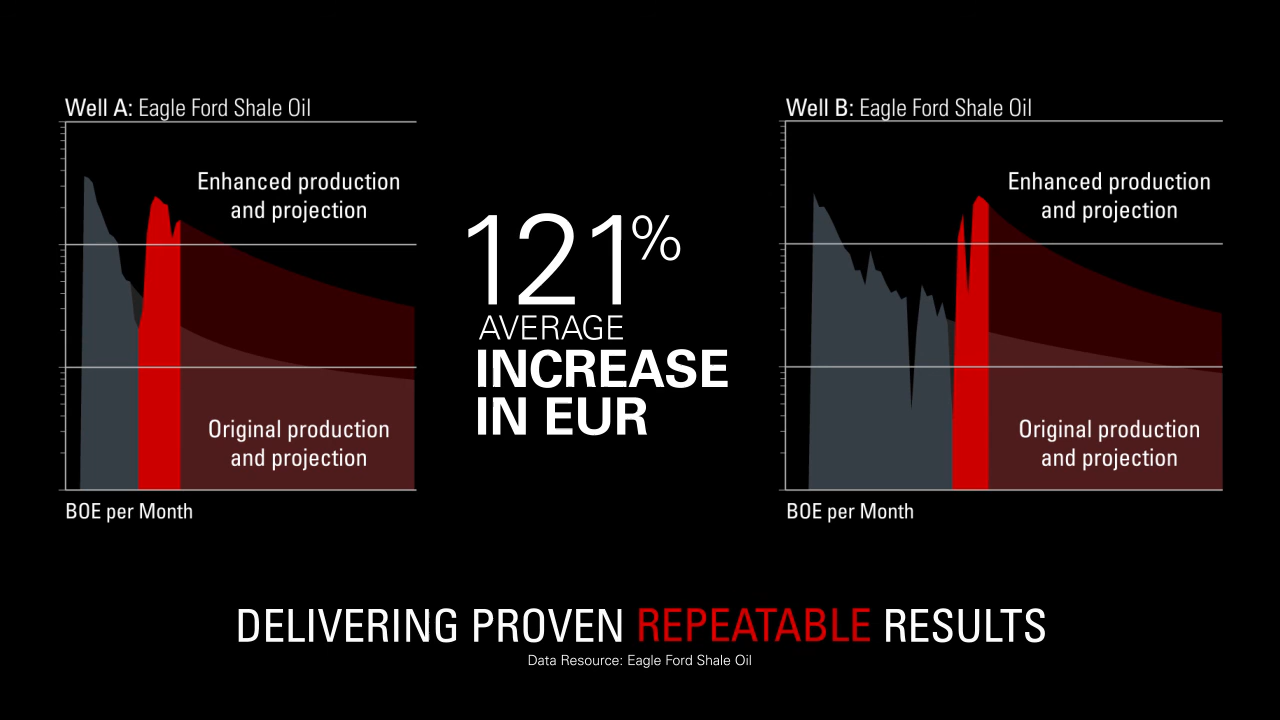 Well A: Eagle Ford Shale Oil
Enhanced production
and projection
Original production
and projection
BOE per Month
121%
AVERAGE
INCREASE
IN EUR
Well B: Eagle Ford Shale Oil
Enhanced production
and projection
Original production
and projection
BOE per Month
DELIVERING PROVEN REPEATABLE RESULTS
Data Resource: Eagle Ford Shale Oil